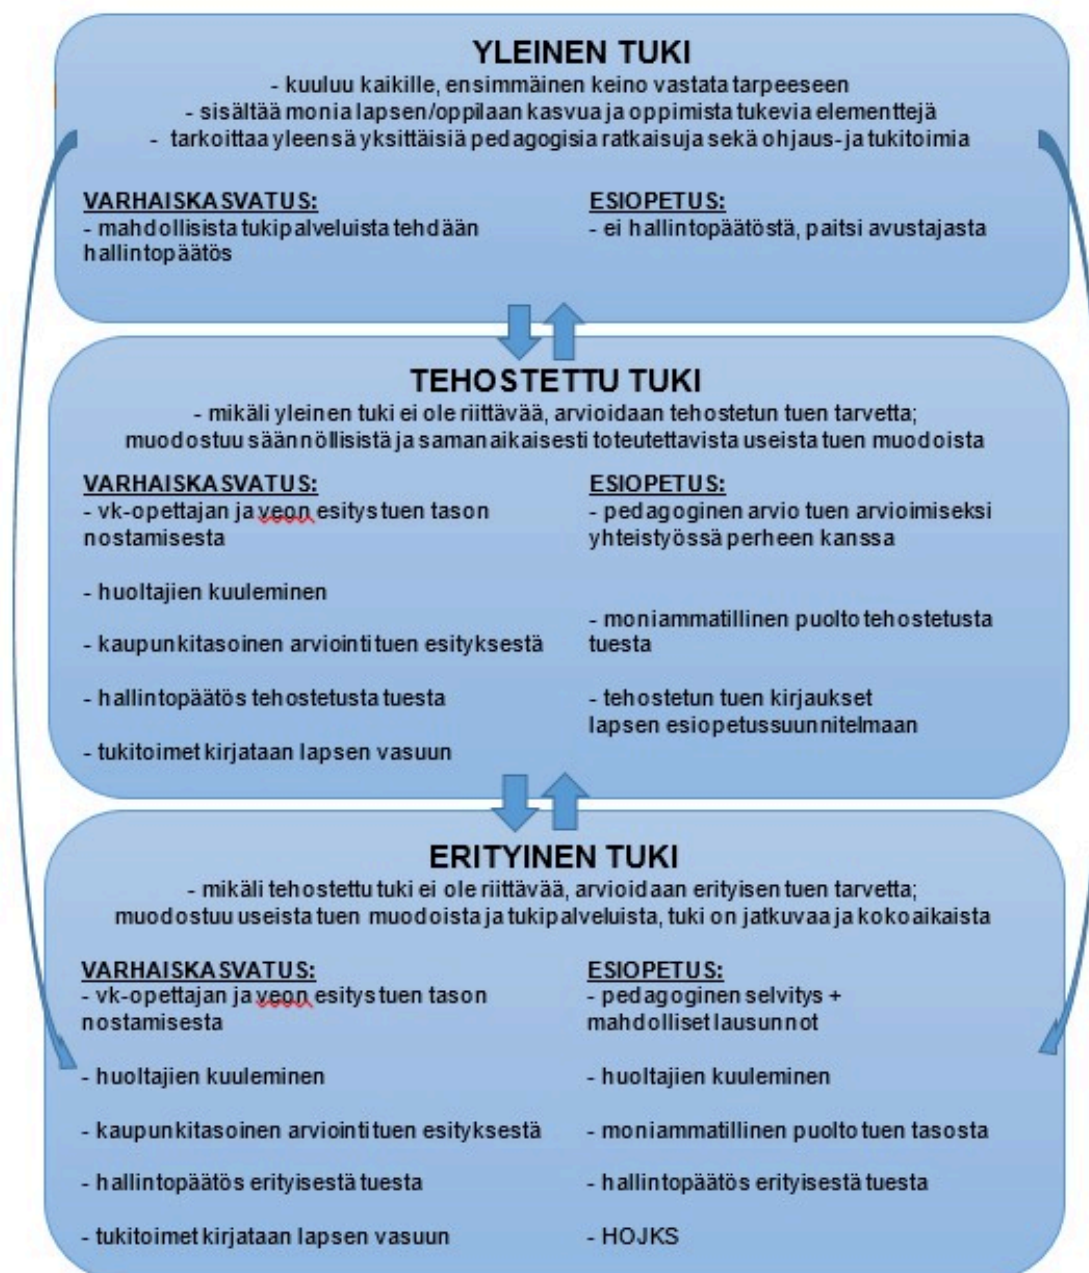 YLEINEN TUKI
- kuuluu kaikille, ensimmäinen keino vastata tarpeeseen
- sisältää monia lapsen/oppilaan kasvua ja oppimista tukevia elementtejä
- tarkoittaa yleensä yksittäisiä pedagogisia ratkaisuja sekä ohjaus- ja tukitoimia
VARHAISKASVATUS:
- mahdollisista tukipalveluista tehdään
hallintopäätös
ESIOPETUS:
- ei hallintopäätöstä, paitsi avustajasta
TEHOSTETTU TUKI
- mikäli yleinen tuki ei ole riittävää, arvioidaan tehostetun tuen tarvetta;
muodostuu säännöllisistä ja samanaikaisesti toteutettavista useista tuen muodoista
VARHAISKASVATUS:
- vk-opettajan ja veon esitys tuen tason
nostamisesta
- huoltajien kuuleminen
- kaupunkitasoinen arviointi tuen esityksestä
- hallintopäätös tehostetusta tuesta
- tukitoimet kirjataan lapsen vasuun
ESIOPETUS:
- pedagoginen arvio tuen arvioimiseksi
yhteistyössä perheen kanssa
- moniammatillinen puolto tehostetusta
tuesta
- tehostetun tuen kirjaukset
lapsen esiopetussuunnitelmaan
ERITYINEN TUKI
- mikäli tehostettu tuki ei ole riittävää, arvioidaan erityisen tuen tarvetta;
muodostuu useista tuen muodoista ja tukipalveluista, tuki on jatkuvaa ja kokoaikaista
VARHAISKASVATUS:
- vk-opettajan ja veon esitys tuen tason
nostamisesta
- huoltajien kuuleminen
- kaupunkitasoinen arviointi tuen esityksestä
- hallintopäätös erityisestä tuesta
- tukitoimet kirjataan lapsen vasuun
ESIOPETUS:
- pedagoginen selvitys +
mahdolliset lausunnot
- huoltajien kuuleminen
- moniammatillinen puolto tuen tasosta
- hallintopäätös erityisestä tuesta
- HOJKS